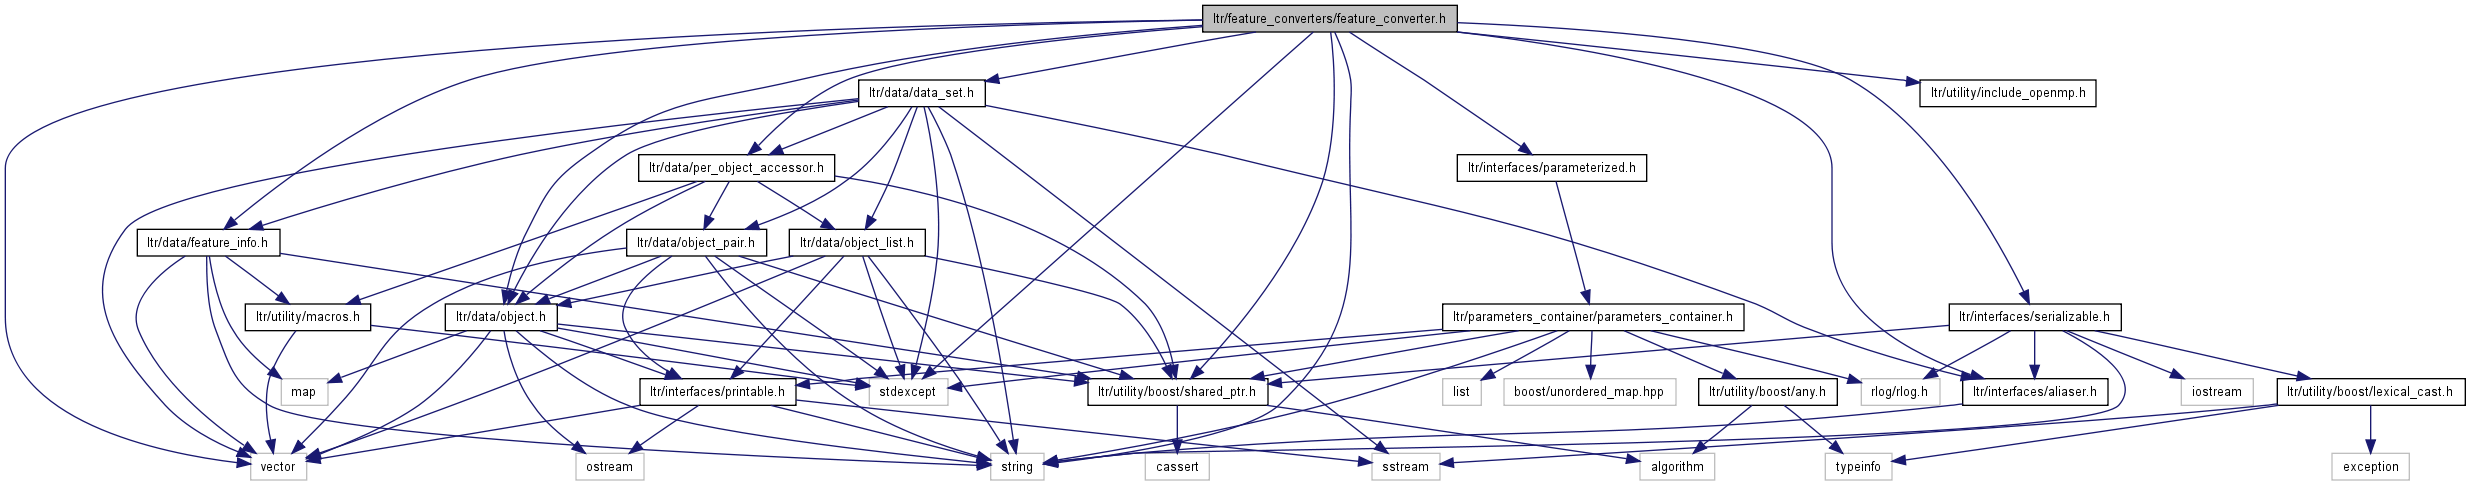 ltr/feature_converters/feature_converter.h
ltr/data/data_set.h
ltr/utility/include_openmp.h
ltr/data/per_object_accessor.h
ltr/interfaces/parameterized.h
ltr/data/feature_info.h
ltr/data/object_pair.h
ltr/data/object_list.h
ltr/utility/macros.h
ltr/data/object.h
ltr/parameters_container/parameters_container.h
ltr/interfaces/serializable.h
map
ltr/interfaces/printable.h
stdexcept
ltr/utility/boost/shared_ptr.h
list
boost/unordered_map.hpp
ltr/utility/boost/any.h
rlog/rlog.h
ltr/interfaces/aliaser.h
iostream
ltr/utility/boost/lexical_cast.h
vector
ostream
string
cassert
sstream
algorithm
typeinfo
exception